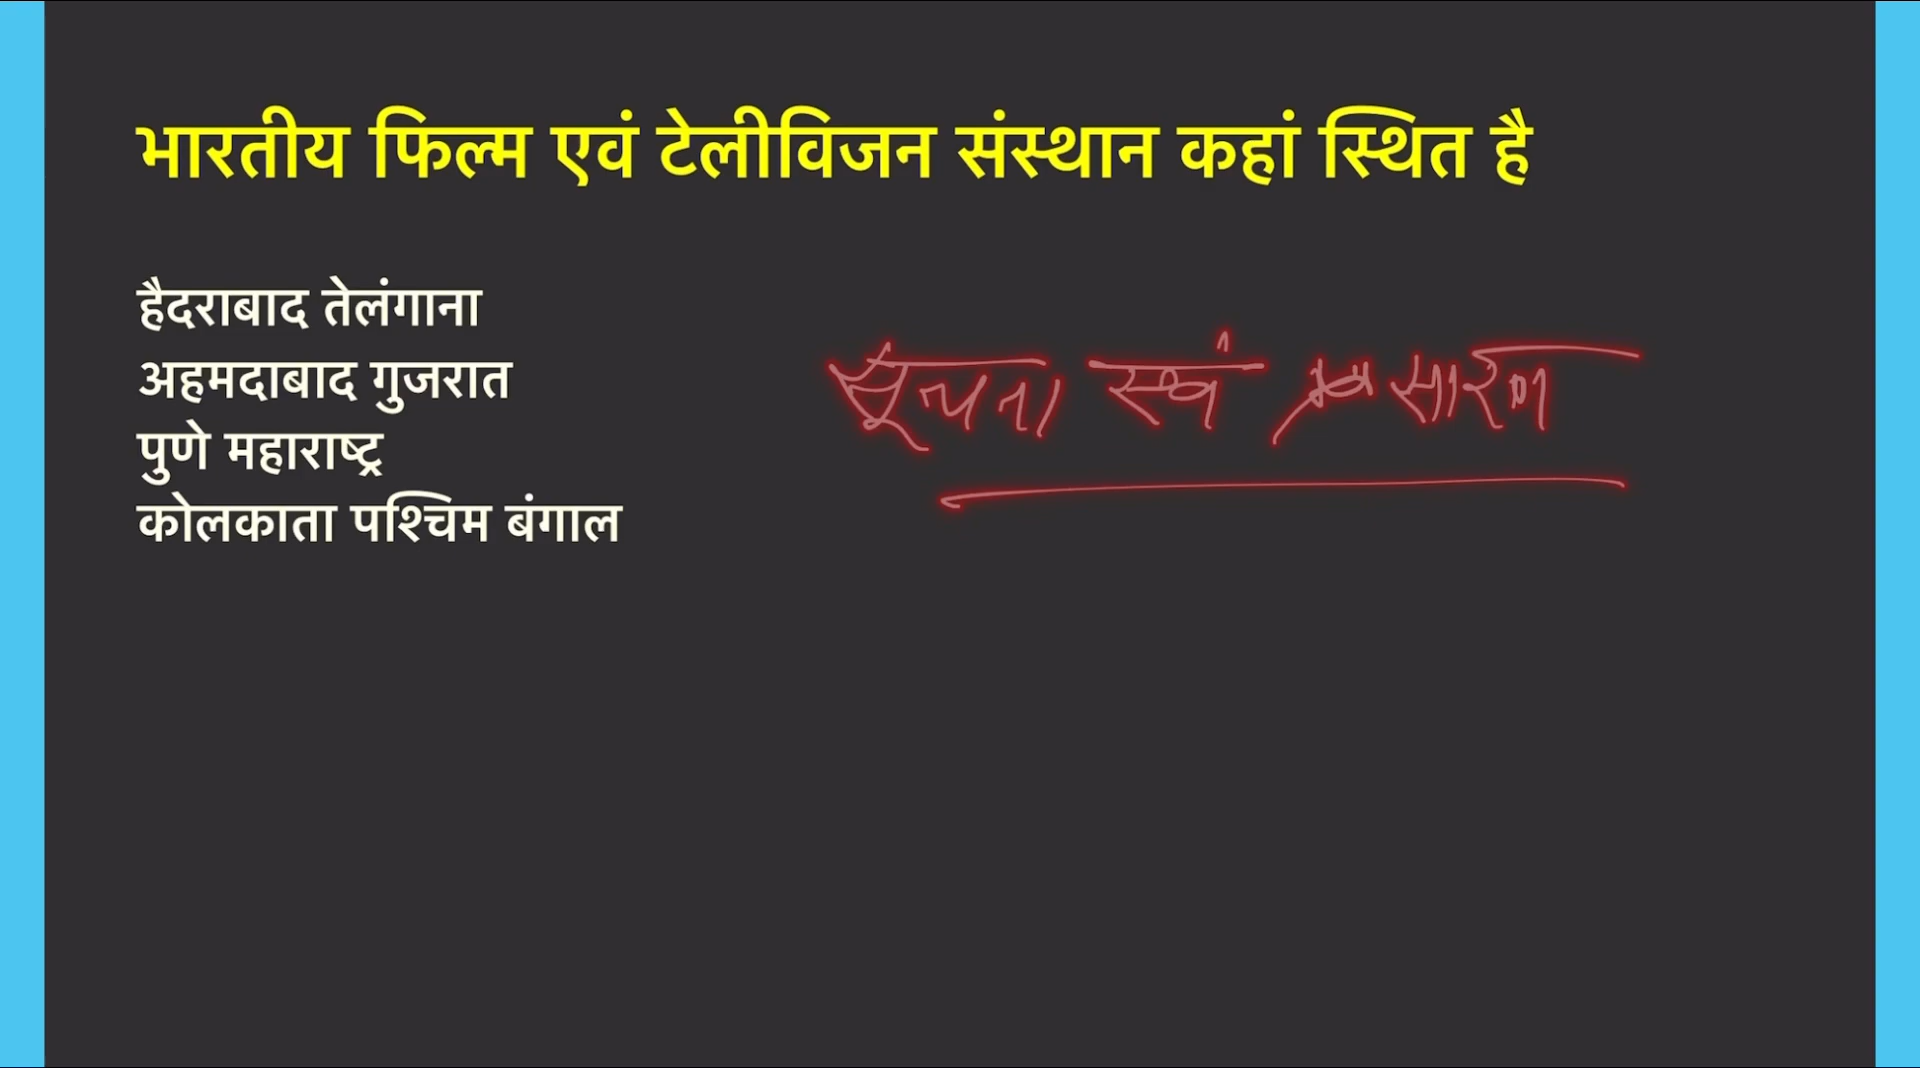 भारतीय फिल्म एवं टेलीविजन संस्थान कहां स्थित है
हैदराबाद तेलंगाना
अहमदाबाद गुजरात
पुणे महाराष्ट्र
कोलकाता पश्चिम बंगाल
सूचना एवं प्रसारण